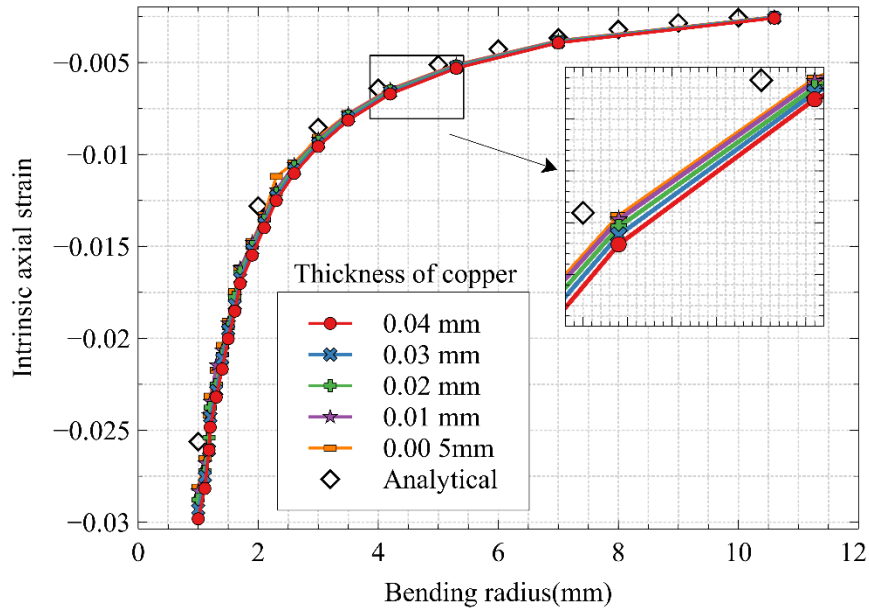 −0.005
−0.01
−0.015
−0.02
−0.025
−0.03
0
2
4
6
8
10
12
Intrinsic axial strain
Bending radius(mm)
Thickness of copper
0.04 mm
0.03 mm
0.02 mm
0.01 mm
0.00 5mm
Analytical